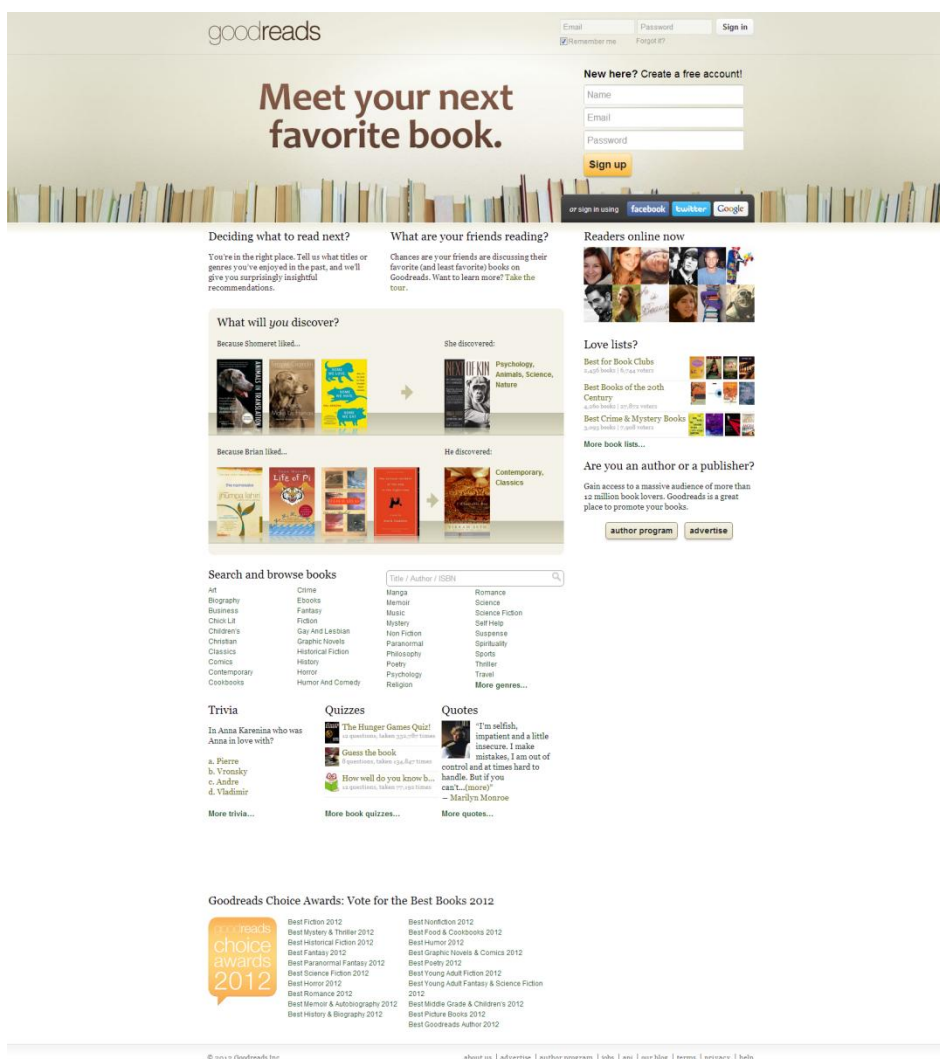 goodreads
Email
Password
Sign in
Remember me
Forgot it?
Meet your next
favorite book.
New here? Create a free account!
Name
Email
Password
Sign up
or sign in using
facebook
twitter
Google
Deciding what to read next?
You're in the right place. Tell us what titles or
genres you've enjoyed in the past, and we'll
give you surprisingly insightful
recommendations.
What are your friends reading?
Chances are your friends are discussing their
favorite (and least favorite) books on
Goodreads. Want to learn more? Take the
tour.
What will you discover?
Because Shomeret liked...
She discovered:
ANIMALS IN TRANSLATION
NEXT OF KIN
Psychology,
Animals, Science,
Nature
Because Brian liked...
He discovered:
jhumpa lahiri
Life of Pi
Contemporary,
Classics
Readers online now
Love lists?
Best for Book Clubs
Best Books of the 20th
Century
Best Crime & Mystery Books
More book lists...
Are you an author or a publisher?
Gain access to a massive audience of more than
12 million book lovers. Goodreads is a great
place to promote your books.
author program
advertise
Search and browse books
Title / Author / ISBN
Art
Biography
Business
Chick Lit
Children's
Christian
Classics
Comics
Contemporary
Cookbooks
Crime
Ebooks
Fantasy
Fiction
Gay And Lesbian
Graphic Novels
Historical Fiction
History
Horror
Humor And Comedy
Manga
Memoir
Music
Mystery
Non Fiction
Paranormal
Philosophy
Poetry
Psychology
Religion
Romance
Science
Science Fiction
Self Help
Suspense
Spirituality
Sports
Thriller
Travel
More genres...
Trivia
In Anna Karenina who was
Anna in love with?
a. Pierre
b. Vronsky
c. Andre
d. Vladimir
More trivia...
Quizzes
The Hunger Games Quiz!
Guess the book
How well do you know b...
More book quizzes...
Quotes
"I'm selfish,
impatient and a little
insecure. I make
mistakes, I am out of
control and at times hard to
handle. But if you
can't...(more)"
— Marilyn Monroe
More quotes...
Goodreads Choice Awards: Vote for the Best Books 2012
goodreads
choice
awards
2012
Best Fiction 2012
Best Mystery & Thriller 2012
Best Historical Fiction 2012
Best Fantasy 2012
Best Paranormal Fantasy 2012
Best Science Fiction 2012
Best Horror 2012
Best Romance 2012
Best Memoir & Autobiography 2012
Best History & Biography 2012
Best Nonfiction 2012
Best Food & Cookbooks 2012
Best Humor 2012
Best Graphic Novels & Comics 2012
Best Poetry 2012
Best Young Adult Fiction 2012
Best Young Adult Fantasy & Science Fiction
2012
Best Middle Grade & Children's 2012
Best Picture Books 2012
Best Goodreads Author 2012
© 2012 Goodreads Inc
about us | advertise | author program | jobs | api | our blog | terms | privacy | help